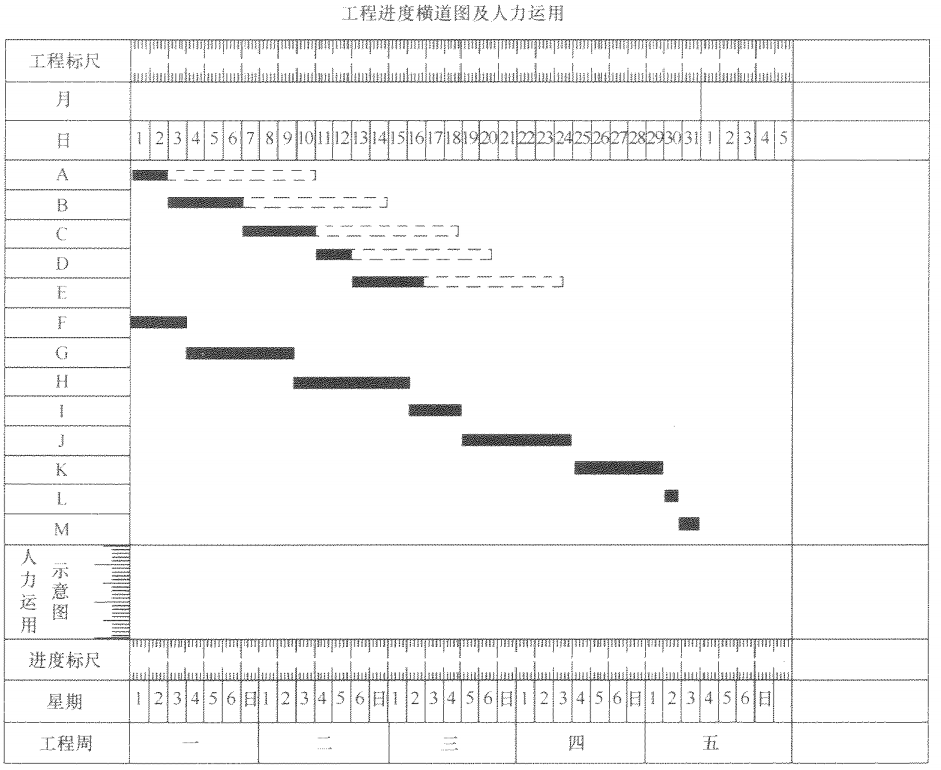 工程进度横道图及人力运用
工程标尺
月
日 1 2 3 4 5 6 7 8 9 10 11 12 13 14 15 16 17 18 19 20 21 22 23 24 25 26 27 28 29 30 31 1 2 3 4 5
A
B
C
D
E
F
G
H
I
J
K
L
M
人力运用 示意图
进度标尺
星期 1 2 3 4 5 6 日 1 2 3 4 5 6 日 1 2 3 4 5 6 日 1 2 3 4 5 6 日 1 2 3 4 5 6 日
工程周 一 二 三 四 五